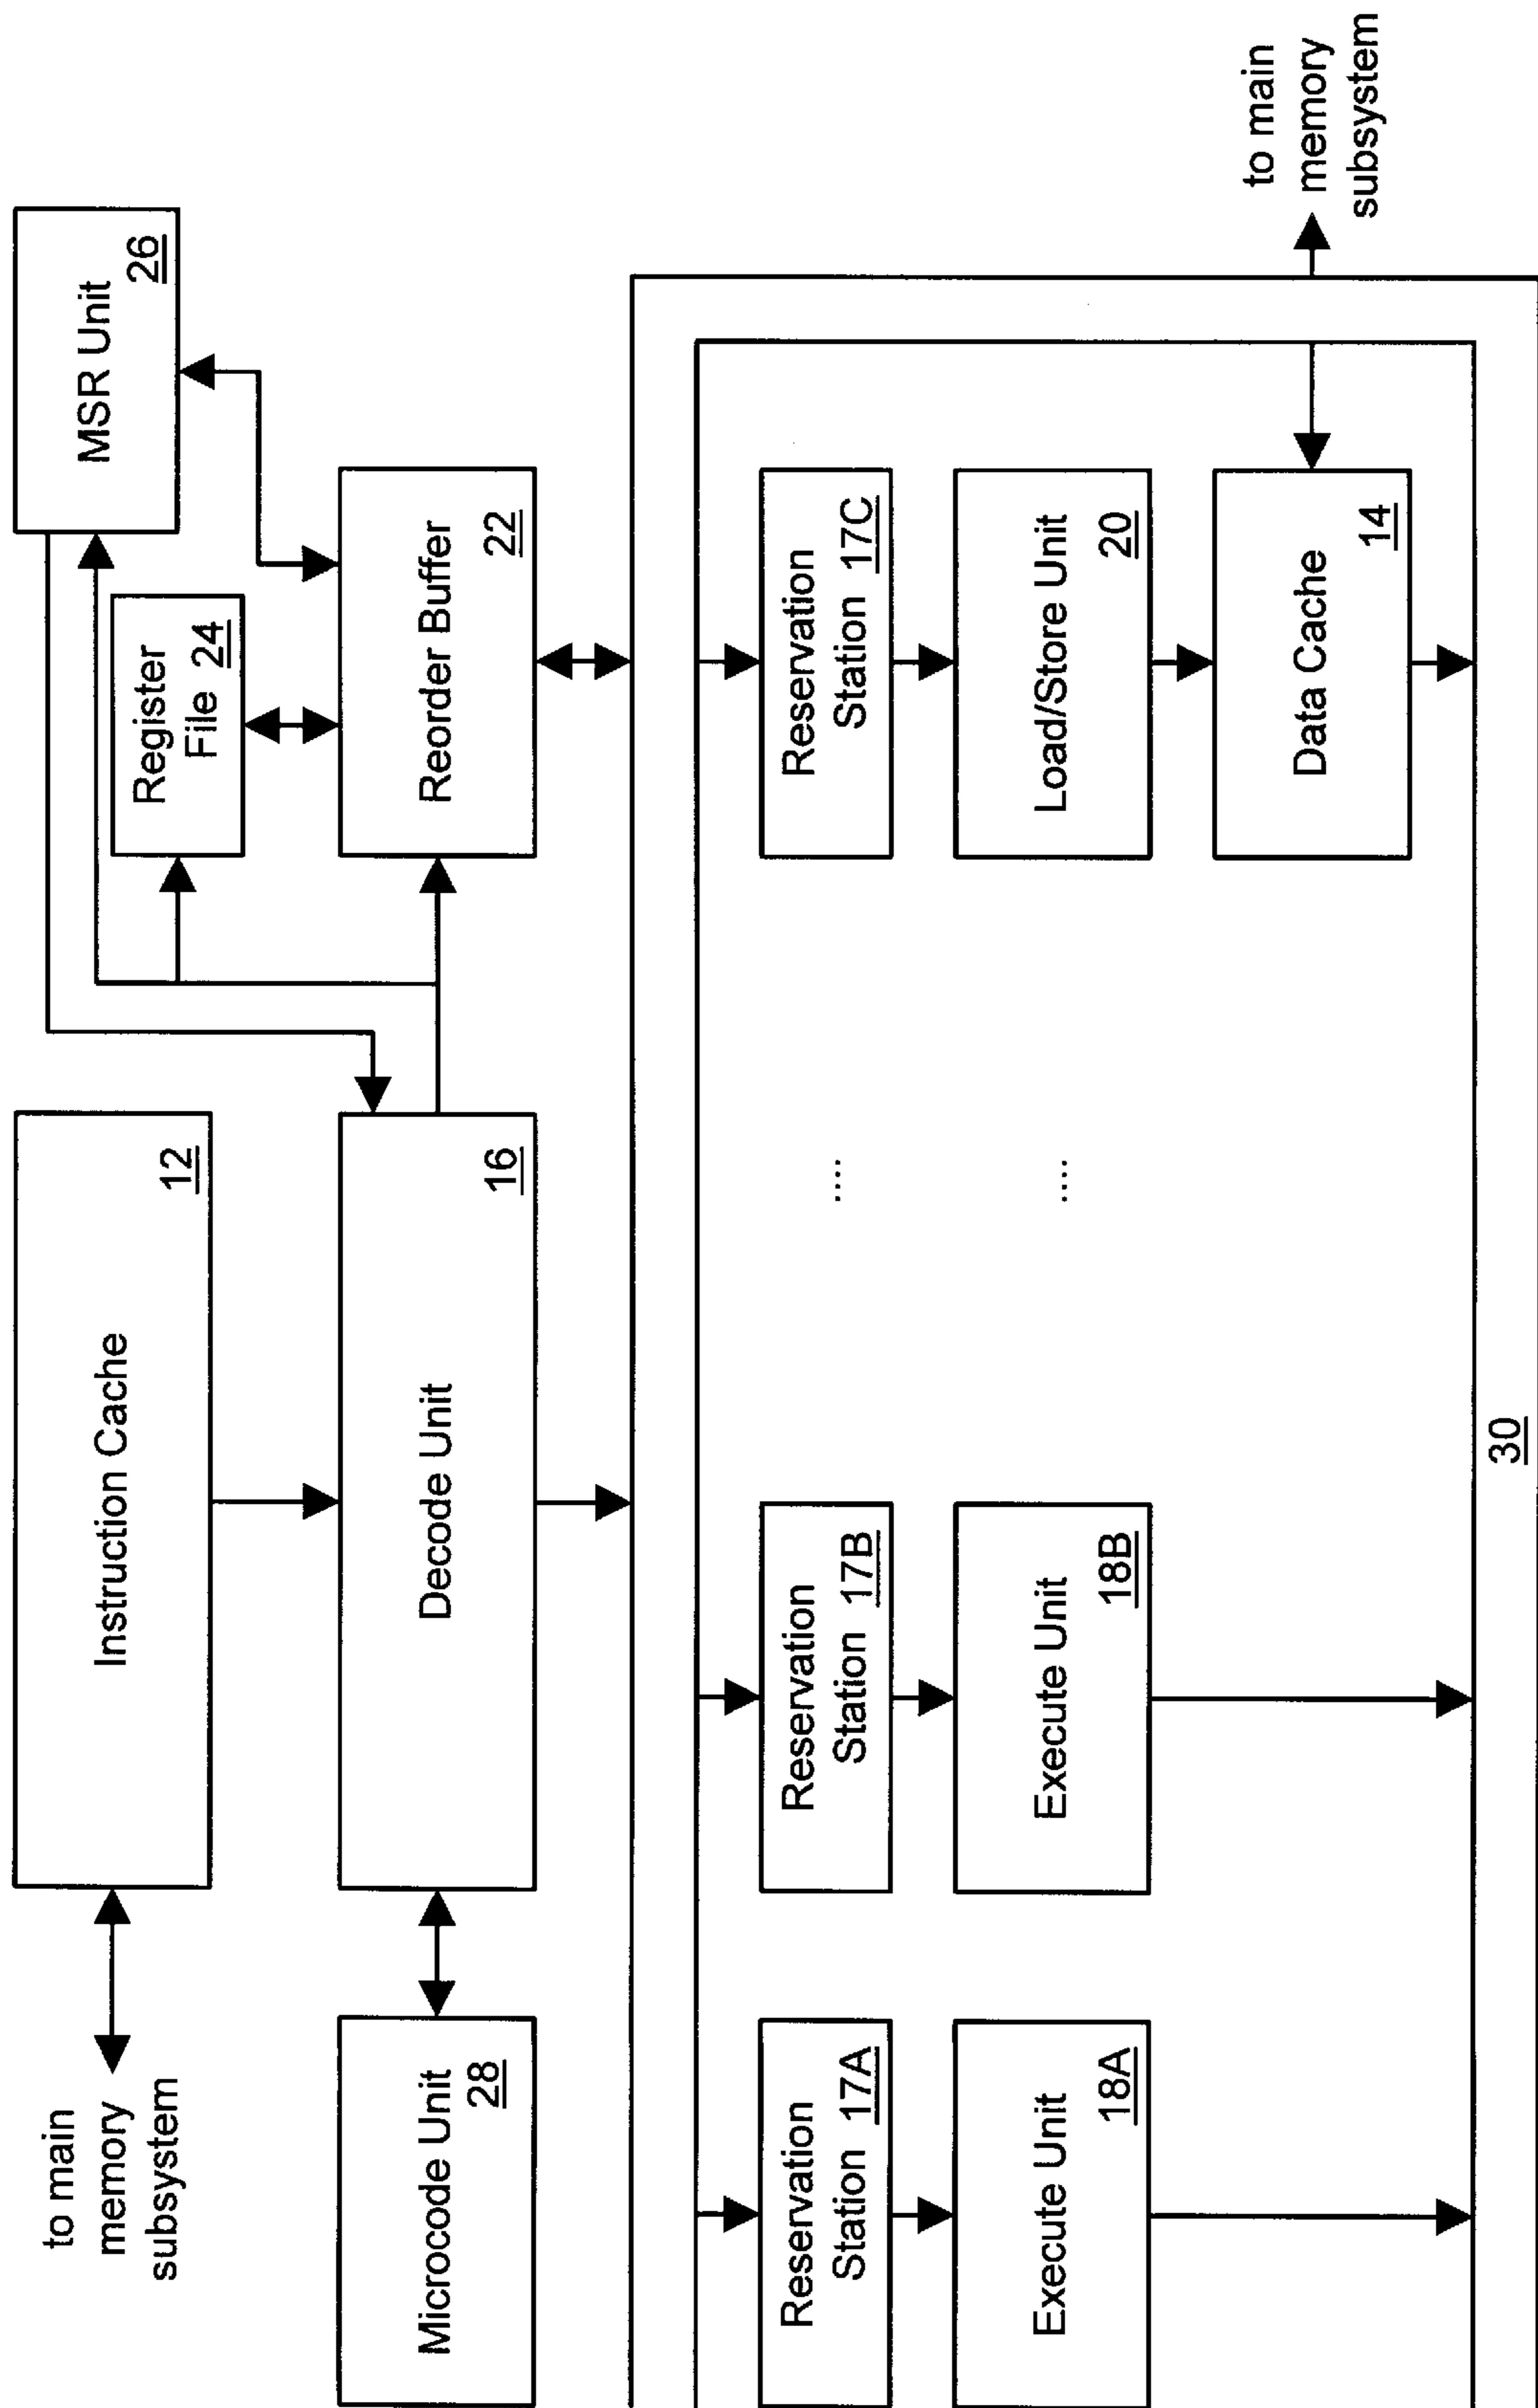 to main
memory
subsystem
Instruction Cache
12
MSR Unit
26
Register
File 24
Microcode Unit
28
Decode Unit
16
Reorder Buffer
22
Reservation
Station 17A
Reservation
Station 17B
....
Reservation
Station 17C
Execute Unit
18A
Execute Unit
18B
....
Load/Store Unit
20
Data Cache
14
to main
memory
subsystem
30